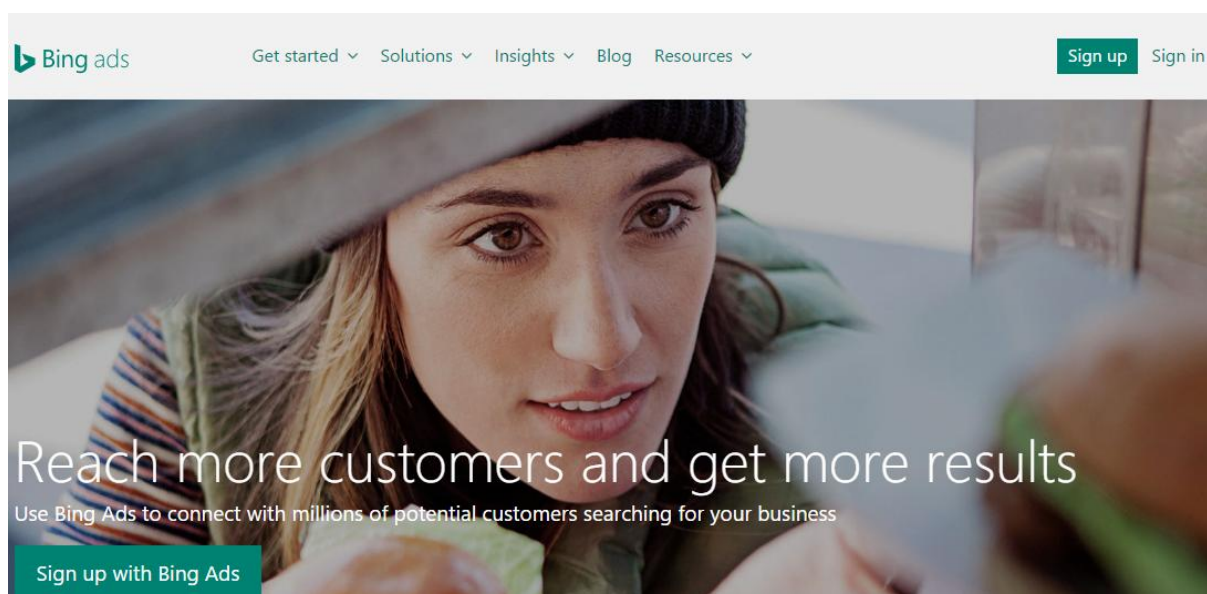 Bing ads
Get started Solutions Insights Blog Resources
Sign up Sign in
Reach more customers and get more results
Use Bing Ads to connect with millions of potential customers searching for your business
Sign up with Bing Ads